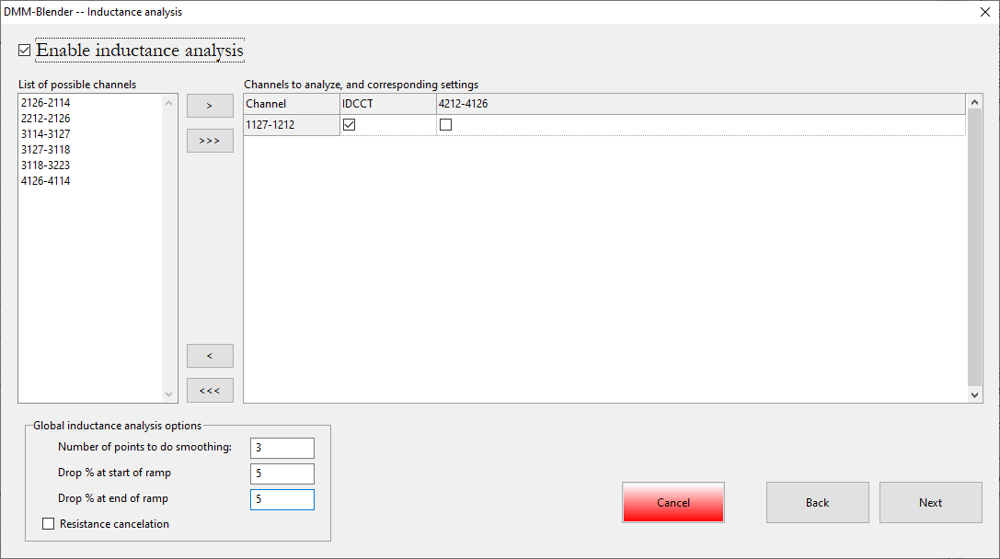 DMM-Blender -- Inductance analysis
Enable inductance analysis
List of possible channels
2126-2114
2212-2126
3114-3127
3127-3118
3118-3223
4126-4114
>
>>>
<
<<<
Channels to analyze, and corresponding settings
Channel IDCCT 4212-4126
1127-1212
Global inductance analysis options
Number of points to do smoothing: 3
Drop % at start of ramp 5
Drop % at end of ramp 5
Resistance cancelation
Cancel Back Next